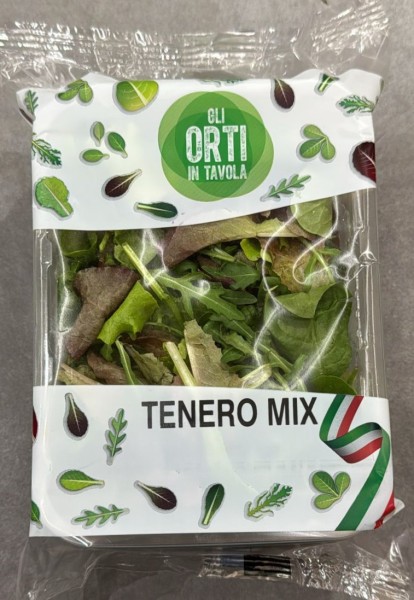 GLI
ORTI
IN TAVOLA
TENERO MIX